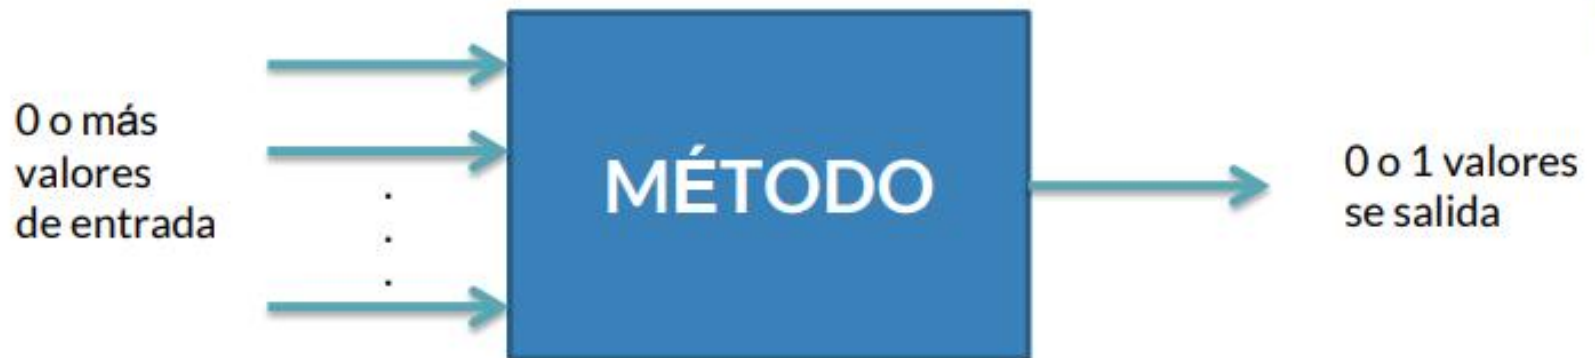 0 o más
valores
de entrada
.
.
.
MÉTODO
0 o 1 valores
se salida